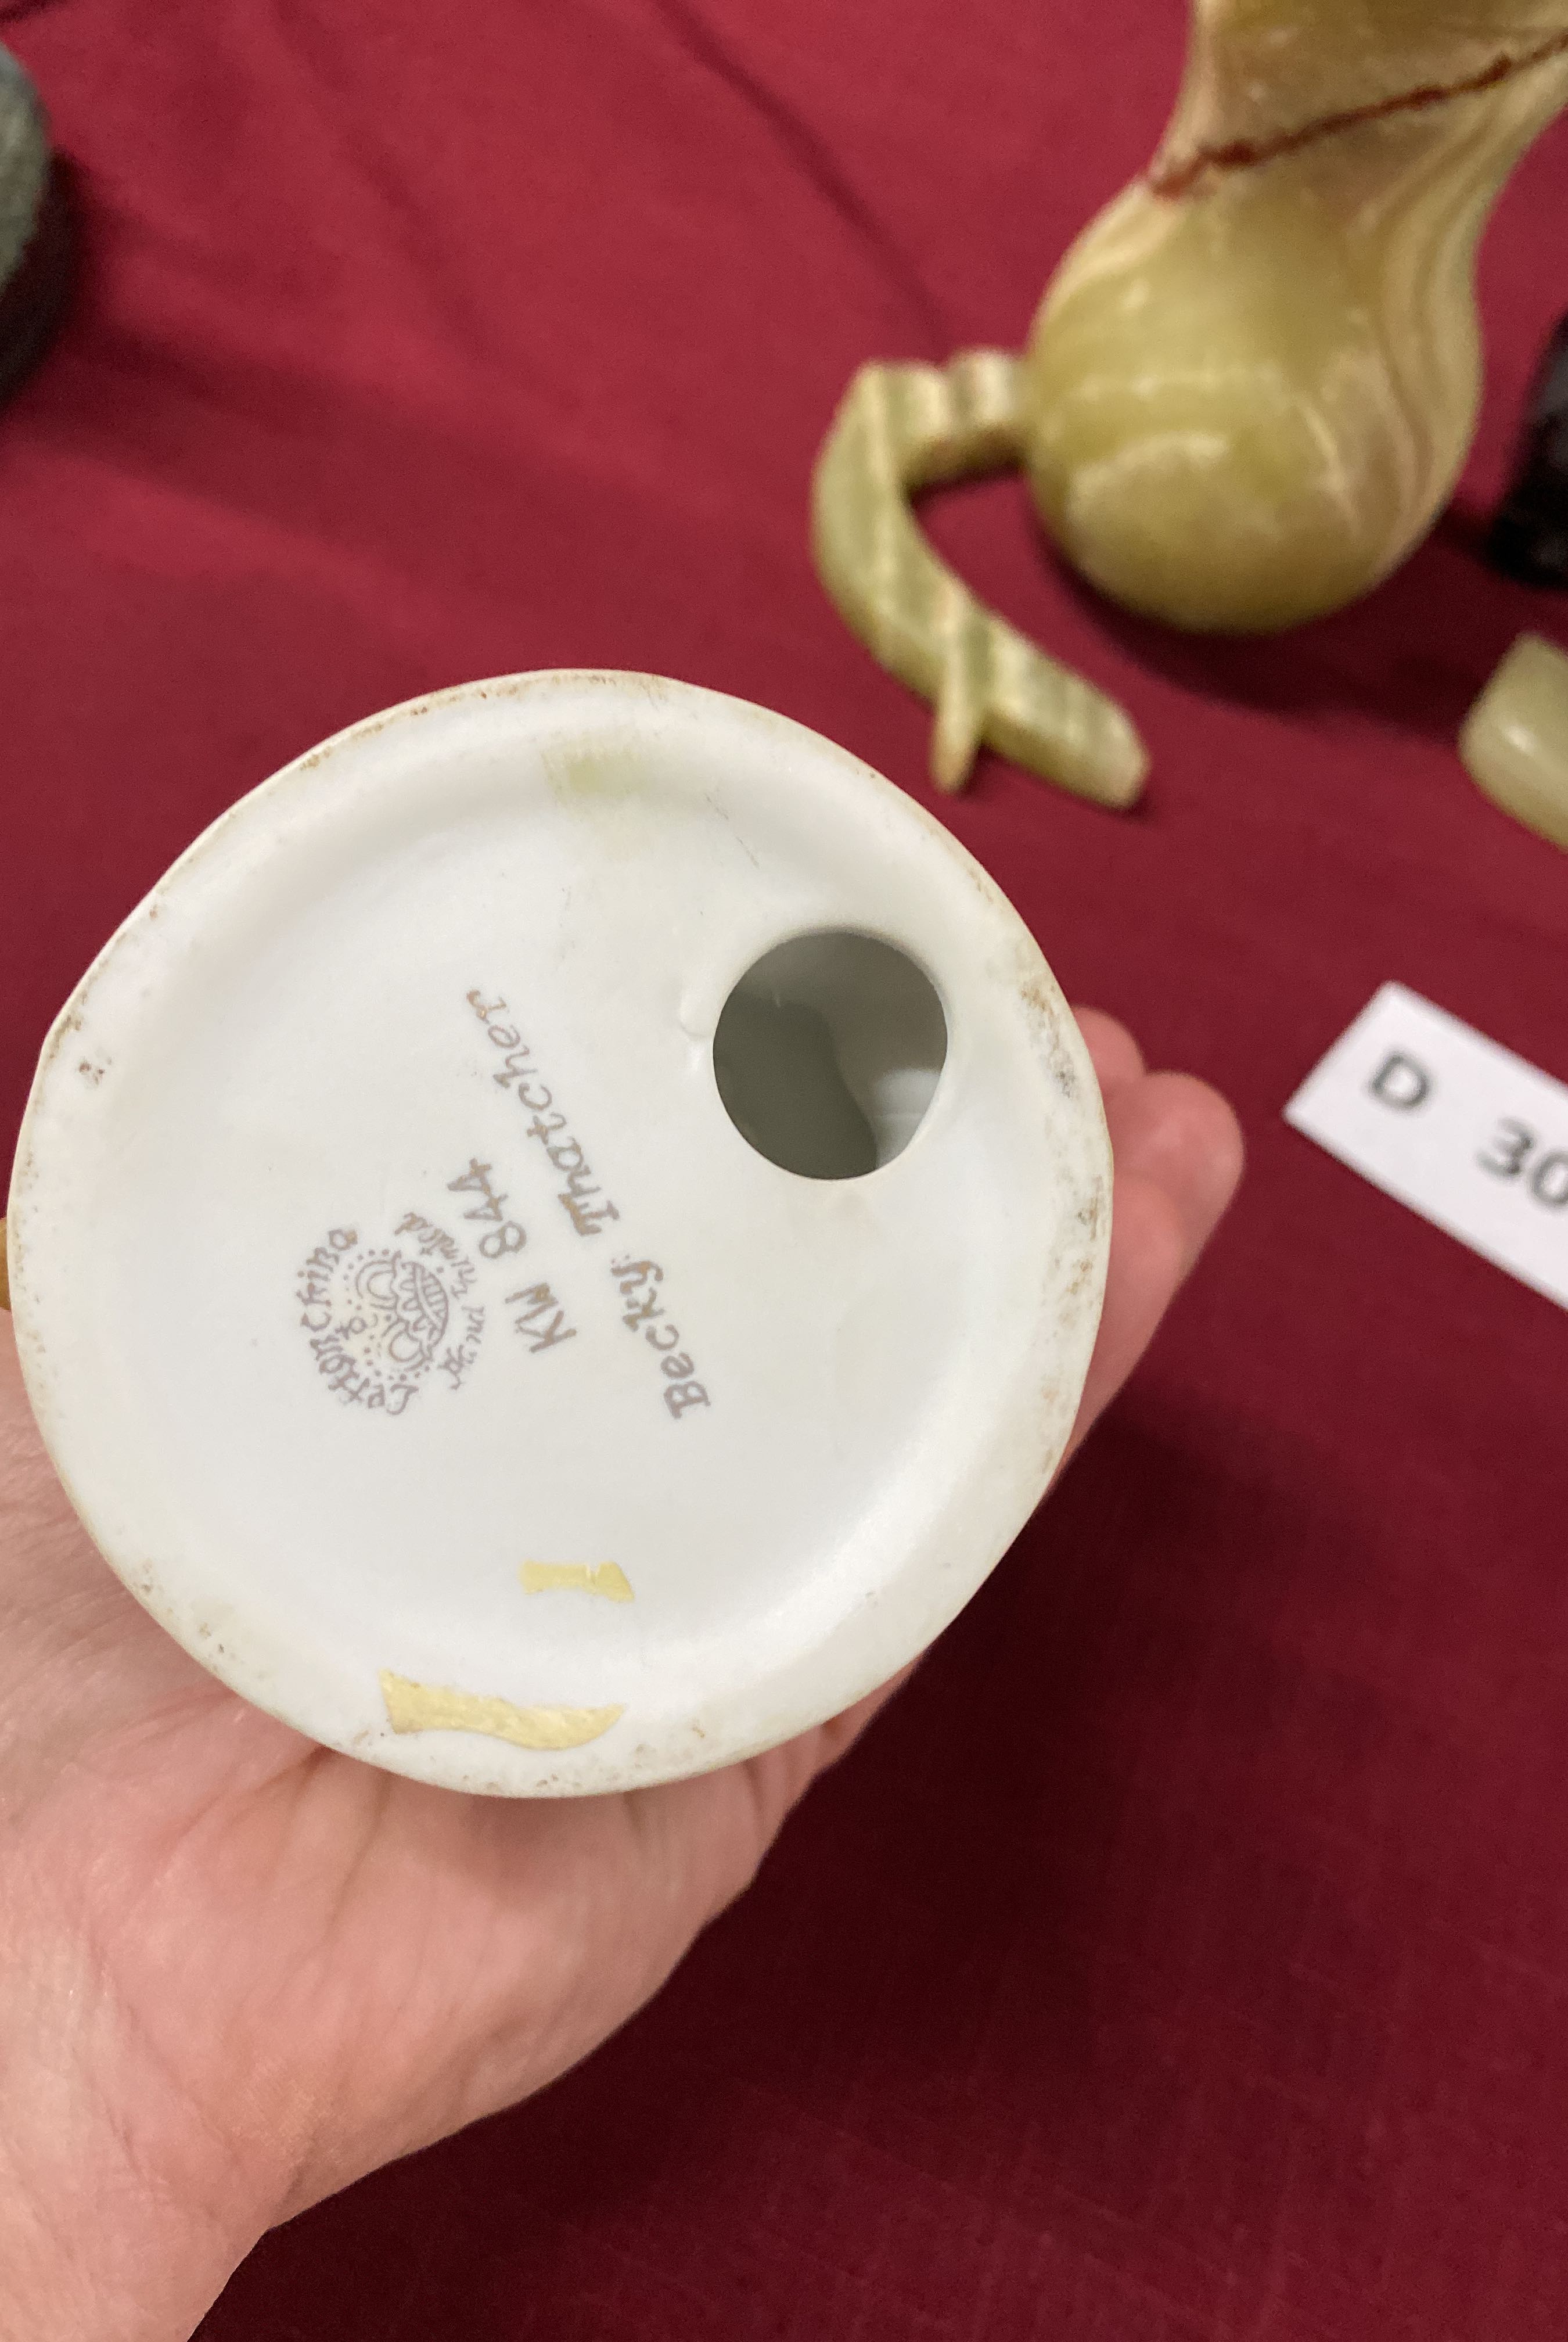 Lefton China
Hand Painted
KW 844
Becky Thatcher
D 30